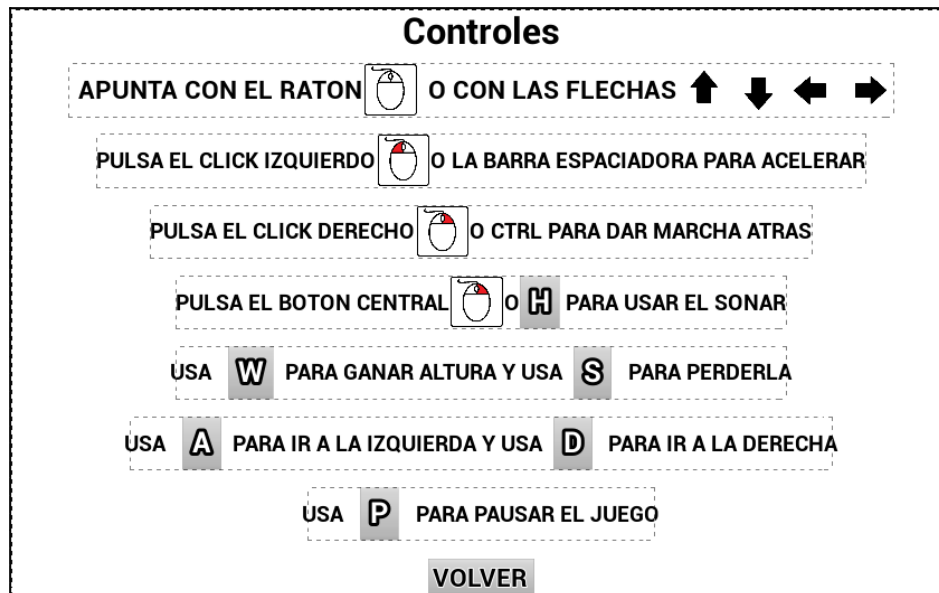 Controles
APUNTA CON EL RATON O CON LAS FLECHAS
PULSA EL CLICK IZQUIERDO O LA BARRA ESPACIADORA PARA ACELERAR
PULSA EL CLICK DERECHO O CTRL PARA DAR MARCHA ATRAS
PULSA EL BOTON CENTRAL O H PARA USAR EL SONAR
USA W PARA GANAR ALTURA Y USA S PARA PERDERLA
USA A PARA IR A LA IZQUIERDA Y USA D PARA IR A LA DERECHA
USA P PARA PAUSAR EL JUEGO
VOLVER